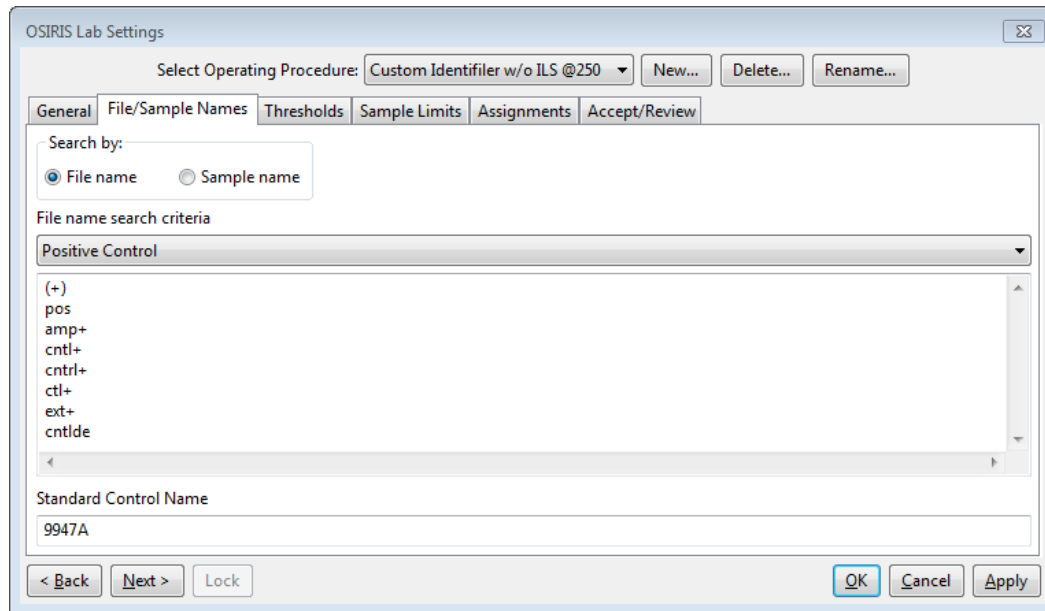 OSIRIS Lab Settings
Select Operating Procedure: Custom Identifiler w/o ILS @250 New... Delete... Rename...
General File/Sample Names Thresholds Sample Limits Assignments Accept/Review
Search by:
File name Sample name
File name search criteria
Positive Control
(+)
pos
amp+
cntl+
cntrl+
ctl+
ext+
cntlde
Standard Control Name
9947A
< Back Next > Lock OK Cancel Apply